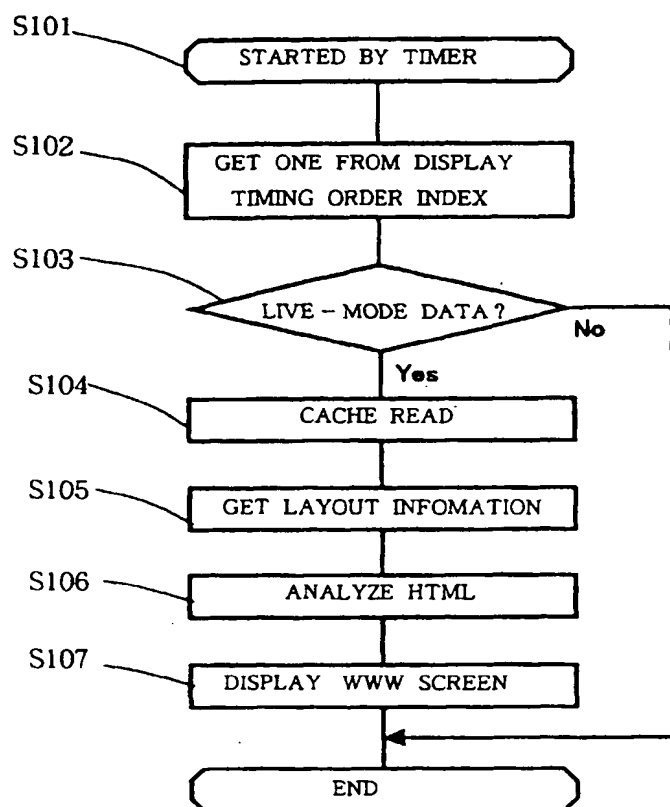 S101
STARTED BY TIMER
S102
GET ONE FROM DISPLAY
TIMING ORDER INDEX
S103
LIVE - MODE DATA ?
No
Yes
S104
CACHE READ
S105
GET LAYOUT INFOMATION
S106
ANALYZE HTML
S107
DISPLAY WWW SCREEN
END